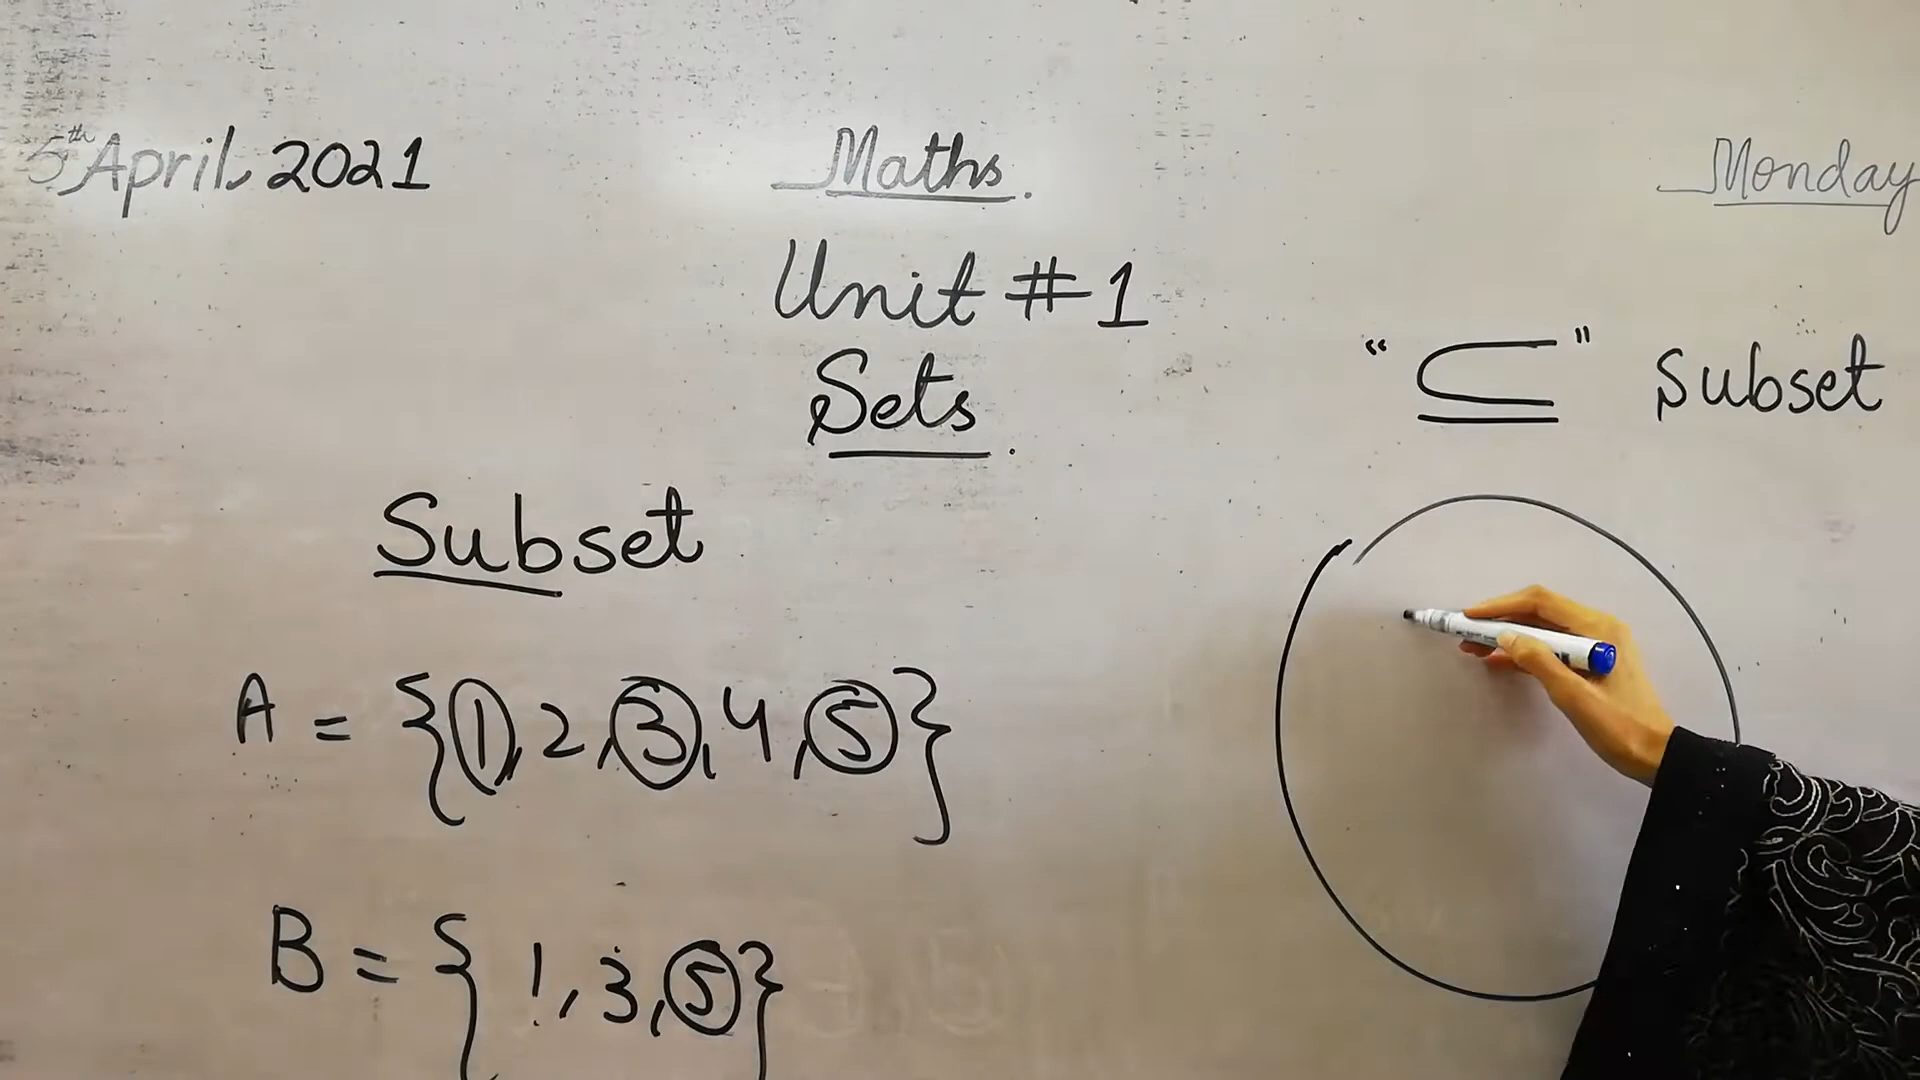 5th April, 2021
Maths.
Monday
Unit #1
Sets.
"⊆" Subset
Subset
A = {1, 2, 3, 4, 5}
B = {1, 3, 5}